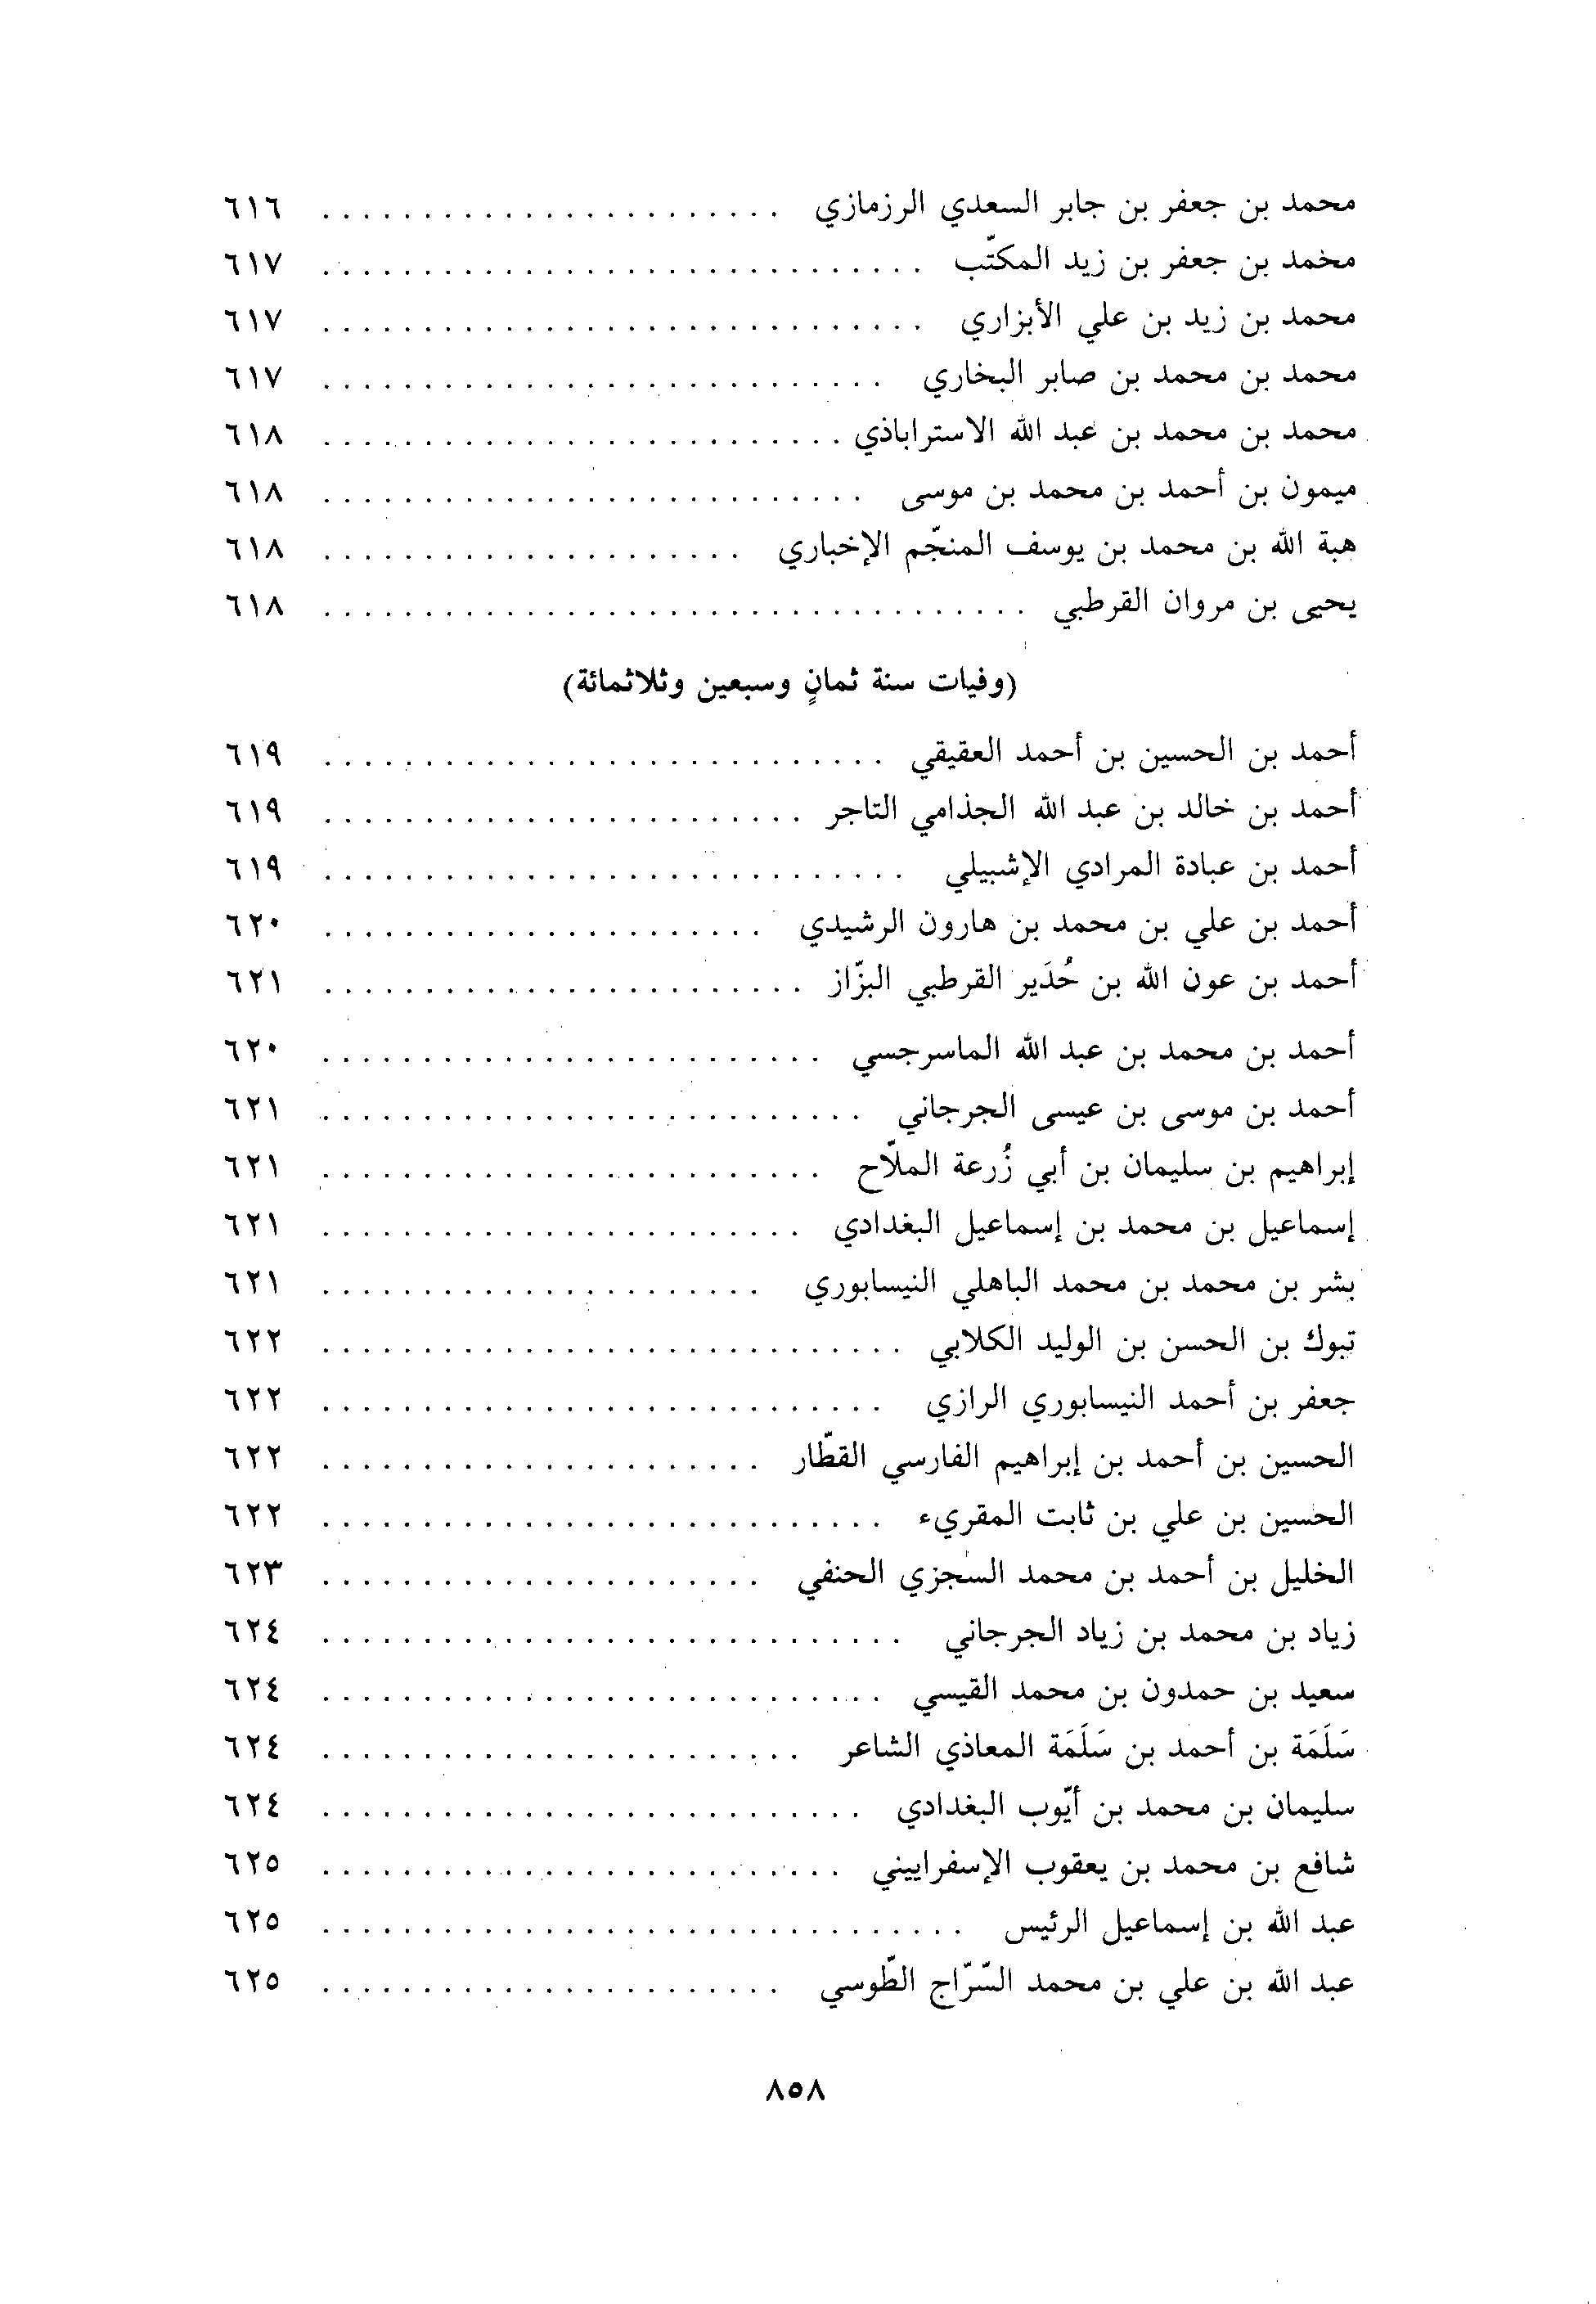 محمد بن جعفر بن جابر السعدي الرزمازي . . . . . . . . . . . . . . . . . . . . . . . ٦١٦
مخمد بن جعفر بن زيد المكتّب . . . . . . . . . . . . . . . . . . . . . . . . . . . . . . ٦١٧
محمد بن زيد بن علي الأبزاري . . . . . . . . . . . . . . . . . . . . . . . . . . . . . . ٦١٧
محمد بن محمد بن صابر البخاري . . . . . . . . . . . . . . . . . . . . . . . . . . . . ٦١٧
محمد بن محمد بن عبد الله الاستراباذي . . . . . . . . . . . . . . . . . . . . . . . . . . ٦١٨
ميمون بن أحمد بن محمد بن موسى . . . . . . . . . . . . . . . . . . . . . . . . . . . ٦١٨
هبة الله بن محمد بن يوسف المنجّم الإخباري . . . . . . . . . . . . . . . . . . . . . ٦١٨
يحيى بن مروان القرطبي . . . . . . . . . . . . . . . . . . . . . . . . . . . . . . . . . . . ٦١٨
(وفيات سنة ثمانٍ وسبعين وثلاثمائة)
أحمد بن الحسين بن أحمد العقيقي . . . . . . . . . . . . . . . . . . . . . . . . . . . . ٦١٩
أحمد بن خالد بن عبد الله الجذامي التاجر . . . . . . . . . . . . . . . . . . . . . . . . ٦١٩
أحمد بن عبادة المرادي الإشبيلي . . . . . . . . . . . . . . . . . . . . . . . . . . . . . ٦١٩
أحمد بن علي بن محمد بن هارون الرشيدي . . . . . . . . . . . . . . . . . . . . . . ٦٢٠
أحمد بن عون الله بن حُدَير القرطبي البزّاز . . . . . . . . . . . . . . . . . . . . . . . . ٦٢١
أحمد بن محمد بن عبد الله الماسرجسي . . . . . . . . . . . . . . . . . . . . . . . . . ٦٢٠
أحمد بن موسى بن عيسى الجرجاني . . . . . . . . . . . . . . . . . . . . . . . . . . . ٦٢١
إبراهيم بن سليمان بن أبي زُرعة الملّاح . . . . . . . . . . . . . . . . . . . . . . . . . ٦٢١
إسماعيل بن محمد بن إسماعيل البغدادي . . . . . . . . . . . . . . . . . . . . . . . . ٦٢١
بشر بن محمد بن محمد الباهلي النيسابوري . . . . . . . . . . . . . . . . . . . . . . ٦٢١
تبوك بن الحسن بن الوليد الكلابي . . . . . . . . . . . . . . . . . . . . . . . . . . . . . ٦٢٢
جعفر بن أحمد النيسابوري الرازي . . . . . . . . . . . . . . . . . . . . . . . . . . . . ٦٢٢
الحسين بن أحمد بن إبراهيم الفارسي القطّار . . . . . . . . . . . . . . . . . . . . . . ٦٢٢
الحسين بن علي بن ثابت المقريء . . . . . . . . . . . . . . . . . . . . . . . . . . . . ٦٢٢
الخليل بن أحمد بن محمد السجزي الحنفي . . . . . . . . . . . . . . . . . . . . . . ٦٢٣
زياد بن محمد بن زياد الجرجاني . . . . . . . . . . . . . . . . . . . . . . . . . . . . . ٦٢٤
سعيد بن حمدون بن محمد القيسي . . . . . . . . . . . . . . . . . . . . . . . . . . . . ٦٢٤
سَلَمَة بن أحمد بن سَلَمَة المعاذي الشاعر . . . . . . . . . . . . . . . . . . . . . . . . ٦٢٤
سليمان بن محمد بن أيّوب البغدادي . . . . . . . . . . . . . . . . . . . . . . . . . . . ٦٢٤
شافع بن محمد بن يعقوب الإسفراييني . . . . . . . . . . . . . . . . . . . . . . . . . . ٦٢٥
عبد الله بن إسماعيل الرئيس . . . . . . . . . . . . . . . . . . . . . . . . . . . . . . . . ٦٢٥
عبد الله بن علي بن محمد السّرّاج الطّوسي . . . . . . . . . . . . . . . . . . . . . . . ٦٢٥
٨٥٨